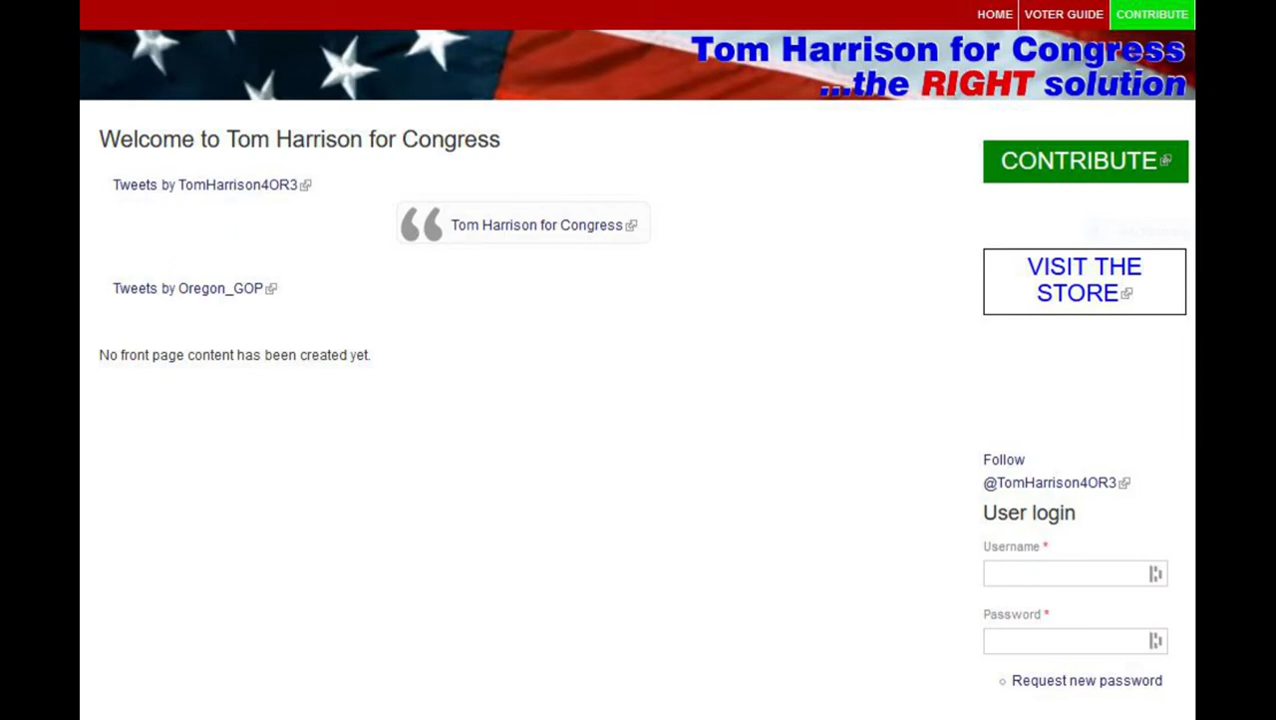 HOME VOTER GUIDE CONTRIBUTE
Tom Harrison for Congress
...the RIGHT solution
Welcome to Tom Harrison for Congress
CONTRIBUTE
Tweets by TomHarrison4OR3
Tom Harrison for Congress
VISIT THE
STORE
Tweets by Oregon_GOP
No front page content has been created yet.
Follow
@TomHarrison4OR3
User login
Username *
Password *
Request new password